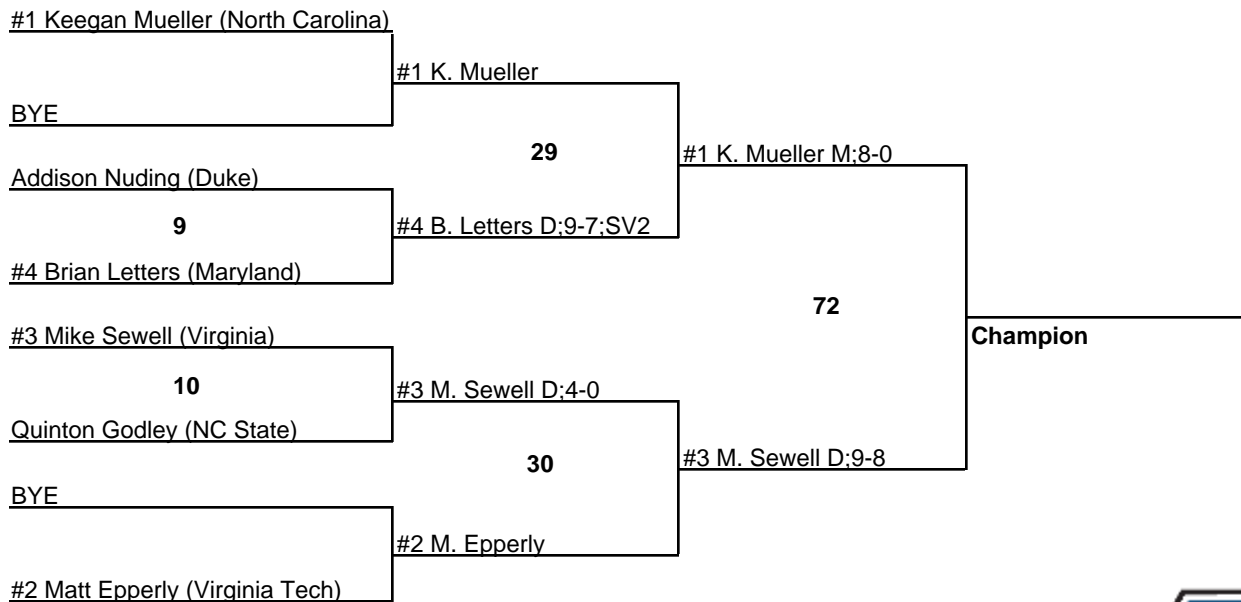 #1 Keegan Mueller (North Carolina)
#1 K. Mueller
BYE
29
#1 K. Mueller M;8-0
Addison Nuding (Duke)
9
#4 B. Letters D;9-7;SV2
#4 Brian Letters (Maryland)
72
#3 Mike Sewell (Virginia)
Champion
10
#3 M. Sewell D;4-0
Quinton Godley (NC State)
30
#3 M. Sewell D;9-8
BYE
#2 M. Epperly
#2 Matt Epperly (Virginia Tech)